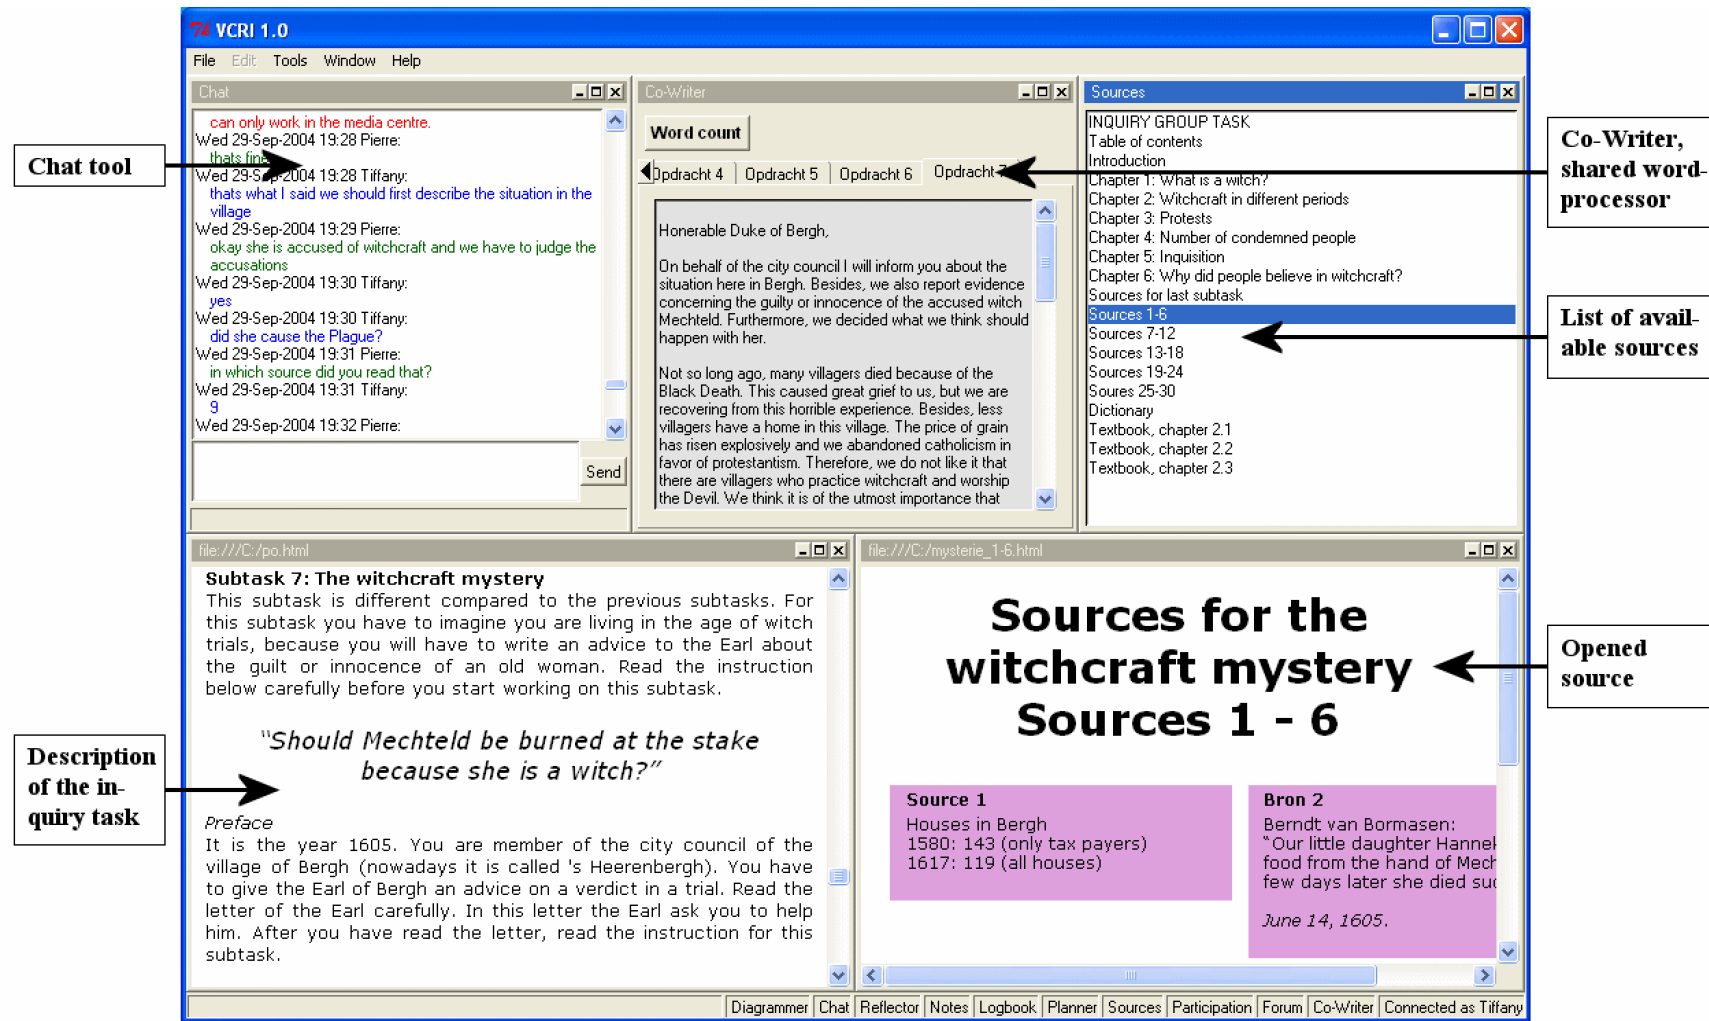 VCRI 1.0
File Edit Tools Window Help
Chat
can only work in the media centre.
Wed 29-Sep-2004 19:28 Pierre:
thats fine
Wed 29-Sep-2004 19:28 Tiffany:
thats what I said we should first describe the situation in the
village
Wed 29-Sep-2004 19:29 Pierre:
okay she is accused of witchcraft and we have to judge the
accusations
Wed 29-Sep-2004 19:30 Tiffany:
yes
Wed 29-Sep-2004 19:30 Tiffany:
did she cause the Plague?
Wed 29-Sep-2004 19:31 Pierre:
in which source did you read that?
Wed 29-Sep-2004 19:31 Tiffany:
9
Wed 29-Sep-2004 19:32 Pierre:
Send
Co-Writer
Word count
Opdracht 4 Opdracht 5 Opdracht 6 Opdracht 7
Honerable Duke of Bergh,
On behalf of the city council I will inform you about the
situation here in Bergh. Besides, we also report evidence
concerning the guilty or innocence of the accused witch
Mechteld. Furthermore, we decided what we think should
happen with her.
Not so long ago, many villagers died because of the
Black Death. This caused great grief to us, but we are
recovering from this horrible experience. Besides, less
villagers have a home in this village. The price of grain
has risen explosively and we abandoned catholicism in
favor of protestantism. Therefore, we do not like it that
there are villagers who practice witchcraft and worship
the Devil. We think it is of the utmost importance that
Sources
INQUIRY GROUP TASK
Table of contents
Introduction
Chapter 1: What is a witch?
Chapter 2: Witchcraft in different periods
Chapter 3: Protests
Chapter 4: Number of condemned people
Chapter 5: Inquisition
Chapter 6: Why did people believe in witchcraft?
Sources for last subtask
Sources 1-6
Sources 7-12
Sources 13-18
Sources 19-24
Soures 25-30
Dictionary
Textbook, chapter 2.1
Textbook, chapter 2.2
Textbook, chapter 2.3
file:///C:/po.html
Subtask 7: The witchcraft mystery
This subtask is different compared to the previous subtasks. For
this subtask you have to imagine you are living in the age of witch
trials, because you will have to write an advice to the Earl about
the guilt or innocence of an old woman. Read the instruction
below carefully before you start working on this subtask.
"Should Mechteld be burned at the stake
because she is a witch?"
Preface
It is the year 1605. You are member of the city council of the
village of Bergh (nowadays it is called 's Heerenbergh). You have
to give the Earl of Bergh an advice on a verdict in a trial. Read the
letter of the Earl carefully. In this letter the Earl ask you to help
him. After you have read the letter, read the instruction for this
subtask.
file:///C:/mysterie_1-6.html
Sources for the
witchcraft mystery
Sources 1 - 6
Source 1
Houses in Bergh
1580: 143 (only tax payers)
1617: 119 (all houses)
Bron 2
Berndt van Bormasen:
"Our little daughter
food from the hand of
few days later she died
June 14, 1605.
Diagrammer Chat Reflector Notes Logbook Planner Sources Participation Forum Co-Writer Connected as Tiffany
Chat tool
Description
of the in-
quiry task
Co-Writer,
shared word-
processor
List of avail-
able sources
Opened
source